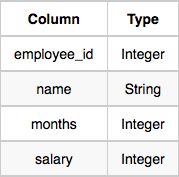 Column Type
employee_id Integer
name String
months Integer
salary Integer